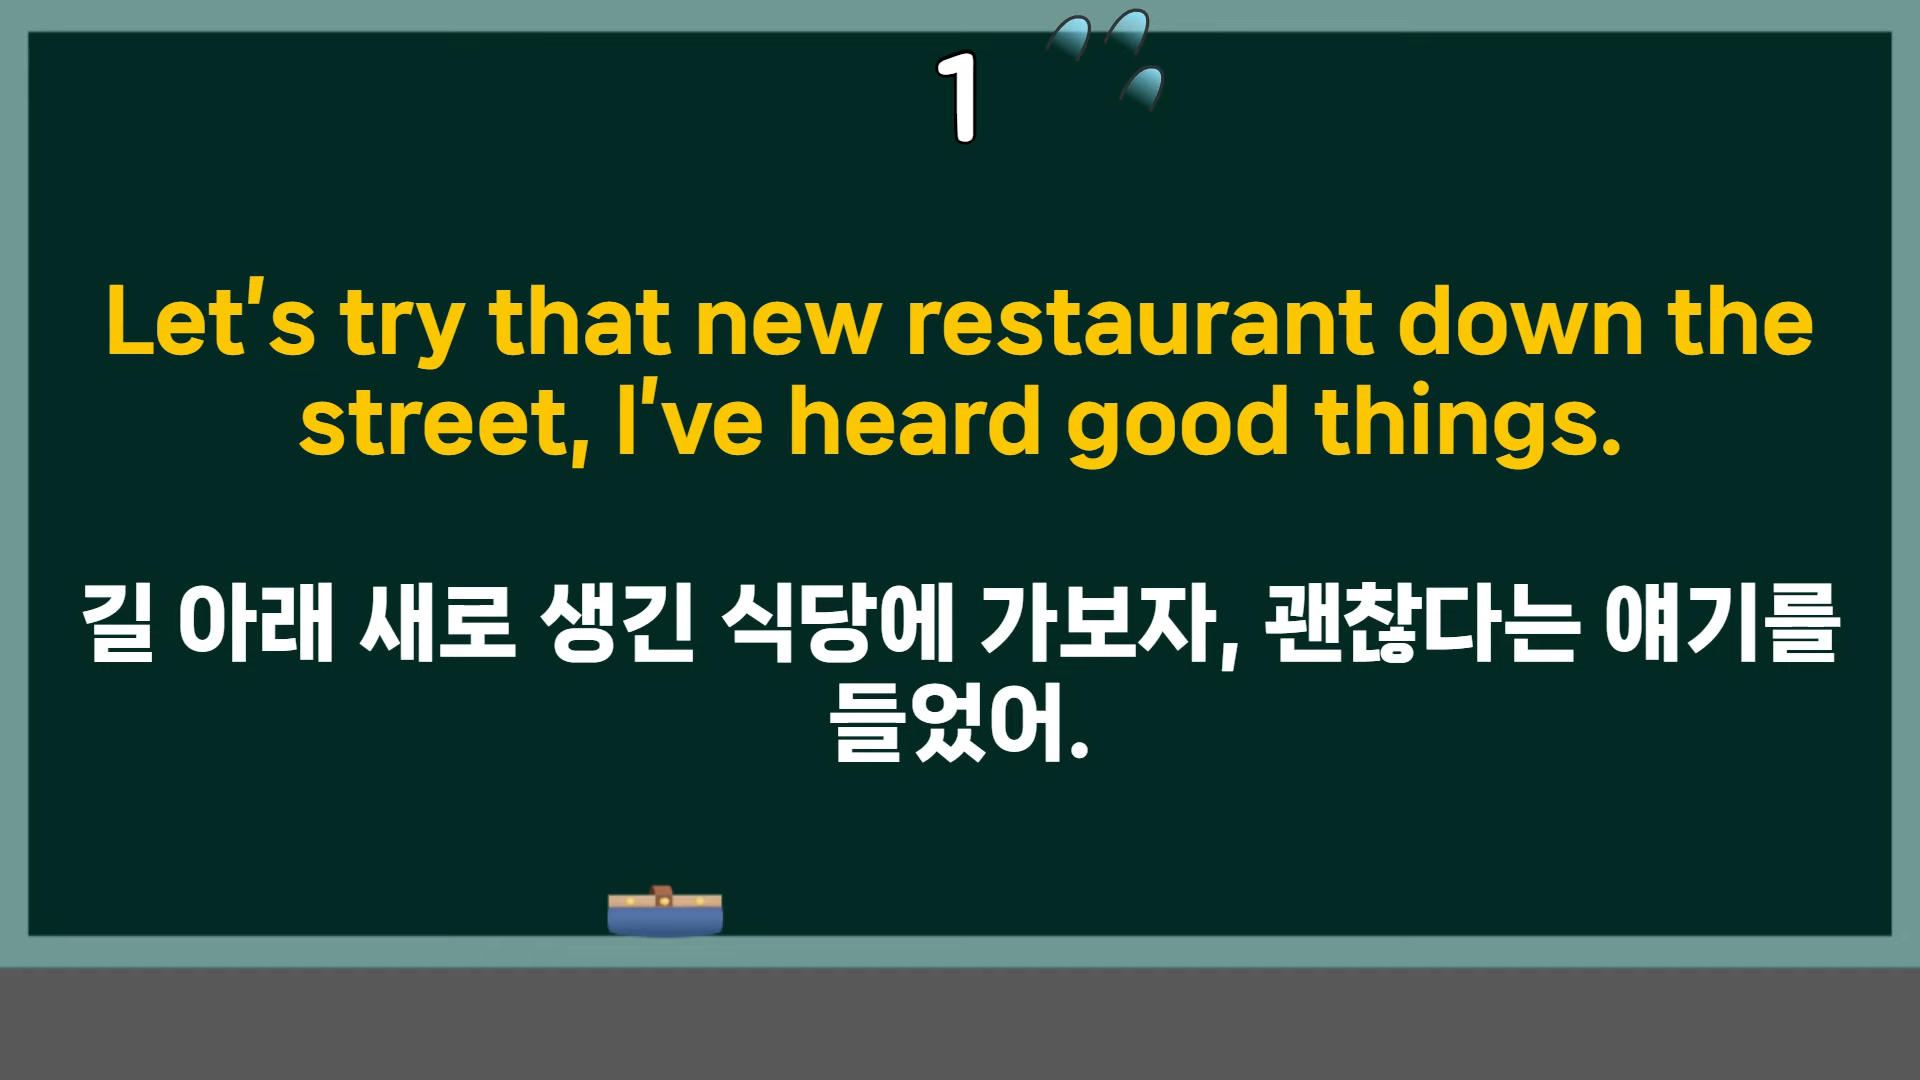 1
Let's try that new restaurant down the
street, I've heard good things.
길 아래 새로 생긴 식당에 가보자, 괜찮다는 얘기를
들었어.